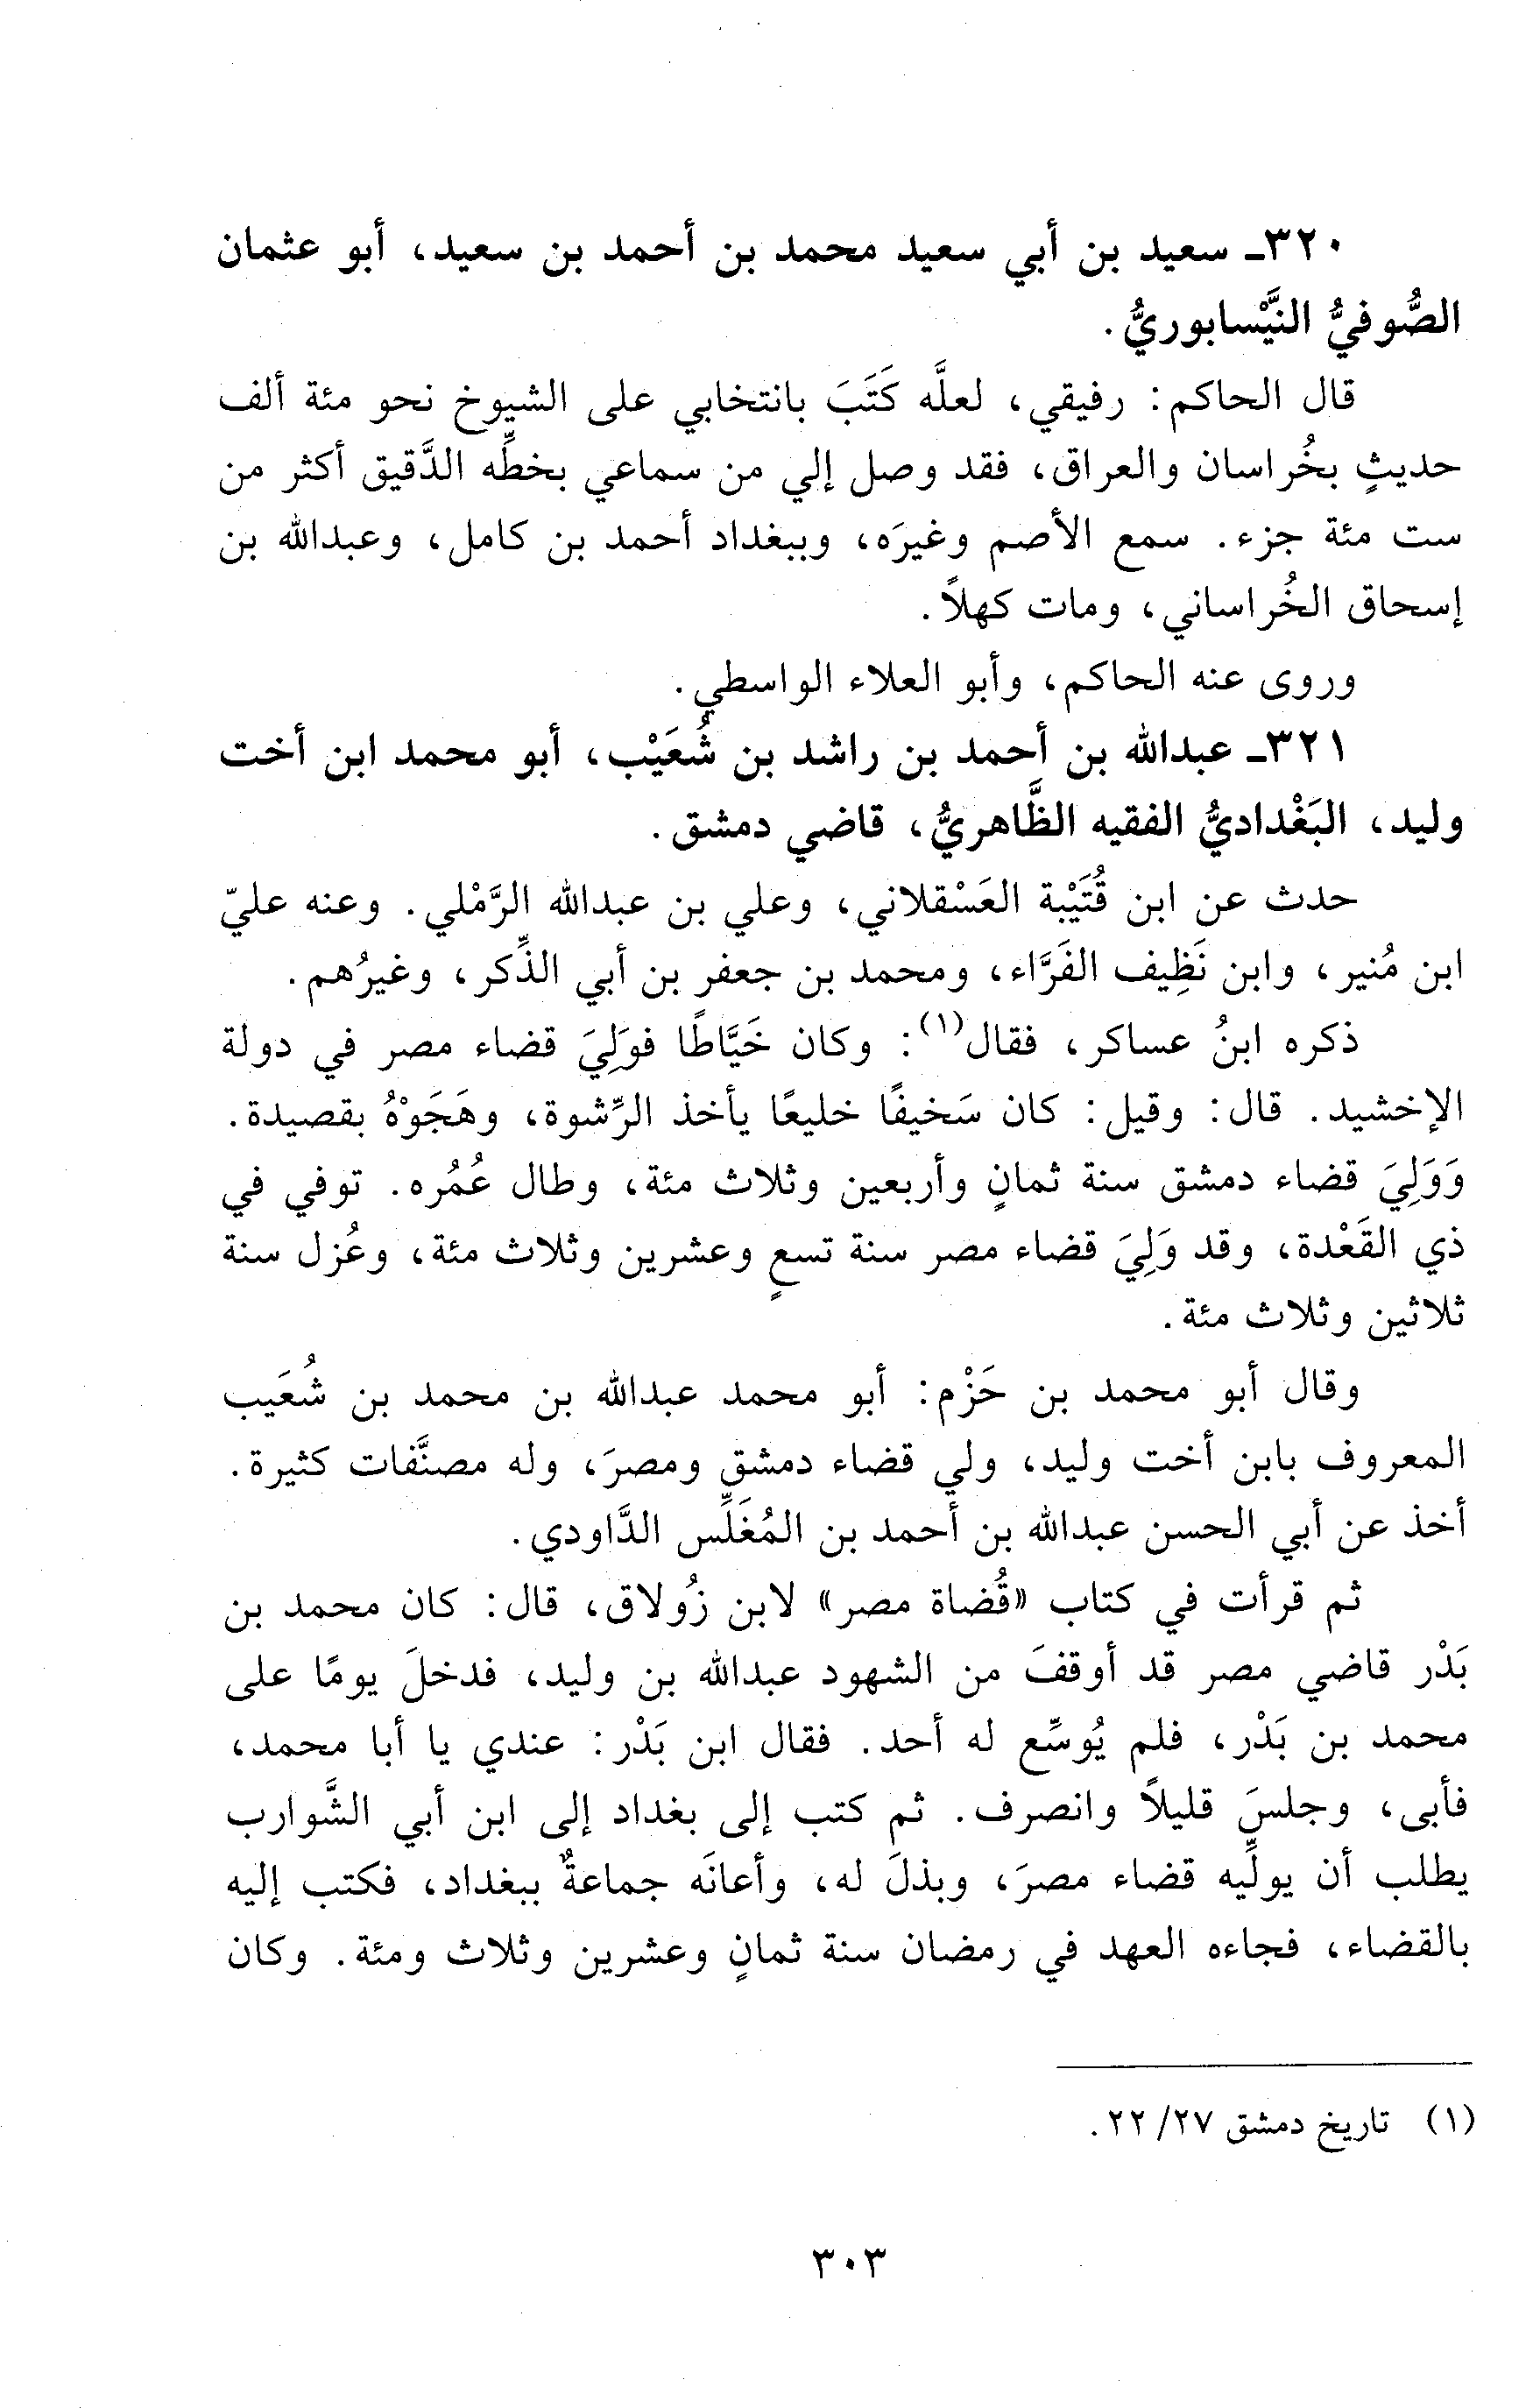 ٣٢٠ـ سعيد بن أبي سعيد محمد بن أحمد بن سعيد، أبو عثمان
الصُّوفيُّ النَّيْسابوريُّ.
قال الحاكم: رفيقي، لعلَّه كَتَبَ بانتخابي على الشيوخ نحو مئة ألف
حديثٍ بخُراسان والعراق، فقد وصل إلي من سماعي بخطِّه الدَّقيق أكثر من
ست مئة جزء. سمع الأصم وغيرَه، وببغداد أحمد بن كامل، وعبدالله بن
إسحاق الخُراساني، ومات كهلاً.
وروى عنه الحاكم، وأبو العلاء الواسطي.
٣٢١ـ عبدالله بن أحمد بن راشد بن شُعَيْب، أبو محمد ابن أخت
وليد، البَغْداديُّ الفقيه الظَّاهريُّ، قاضي دمشق.
حدث عن ابن قُتَيْبة العَسْقلاني، وعلي بن عبدالله الرَّمْلي. وعنه عليّ
ابن مُنير، وابن نَظِيف الفَرَّاء، ومحمد بن جعفر بن أبي الذِّكر، وغيرُهم.
ذكره ابنُ عساكر، فقال(١): وكان خَيَّاطًا فوَلِيَ قضاء مصر في دولة
الإخشيد. قال: وقيل: كان سَخيفًا خليعًا يأخذ الرِّشوة، وهَجَوْهُ بقصيدة.
وَوَلِيَ قضاء دمشق سنة ثمانٍ وأربعين وثلاث مئة، وطال عُمُره. توفي في
ذي القَعْدة، وقد وَلِيَ قضاء مصر سنة تسعٍ وعشرين وثلاث مئة، وعُزل سنة
ثلاثين وثلاث مئة.
وقال أبو محمد بن حَزْم: أبو محمد عبدالله بن محمد بن شُعَيب
المعروف بابن أخت وليد، ولي قضاء دمشق ومصرَ، وله مصنَّفات كثيرة.
أخذ عن أبي الحسن عبدالله بن أحمد بن المُغَلِّس الدَّاودي.
ثم قرأت في كتاب «قُضاة مصر» لابن زُولاق، قال: كان محمد بن
بَدْر قاضي مصر قد أوقفَ من الشهود عبدالله بن وليد، فدخلَ يومًا على
محمد بن بَدْر، فلم يُوسِّع له أحد. فقال ابن بَدْر: عندي يا أبا محمد،
فأبى، وجلسَ قليلاً وانصرف. ثم كتب إلى بغداد إلى ابن أبي الشَّوارب
يطلب أن يولِّيه قضاء مصرَ، وبذلَ له، وأعانَه جماعةٌ ببغداد، فكتب إليه
بالقضاء، فجاءه العهد في رمضان سنة ثمانٍ وعشرين وثلاث ومئة. وكان
(١) تاريخ دمشق ٢٧/ ٢٢.
٣٠٣